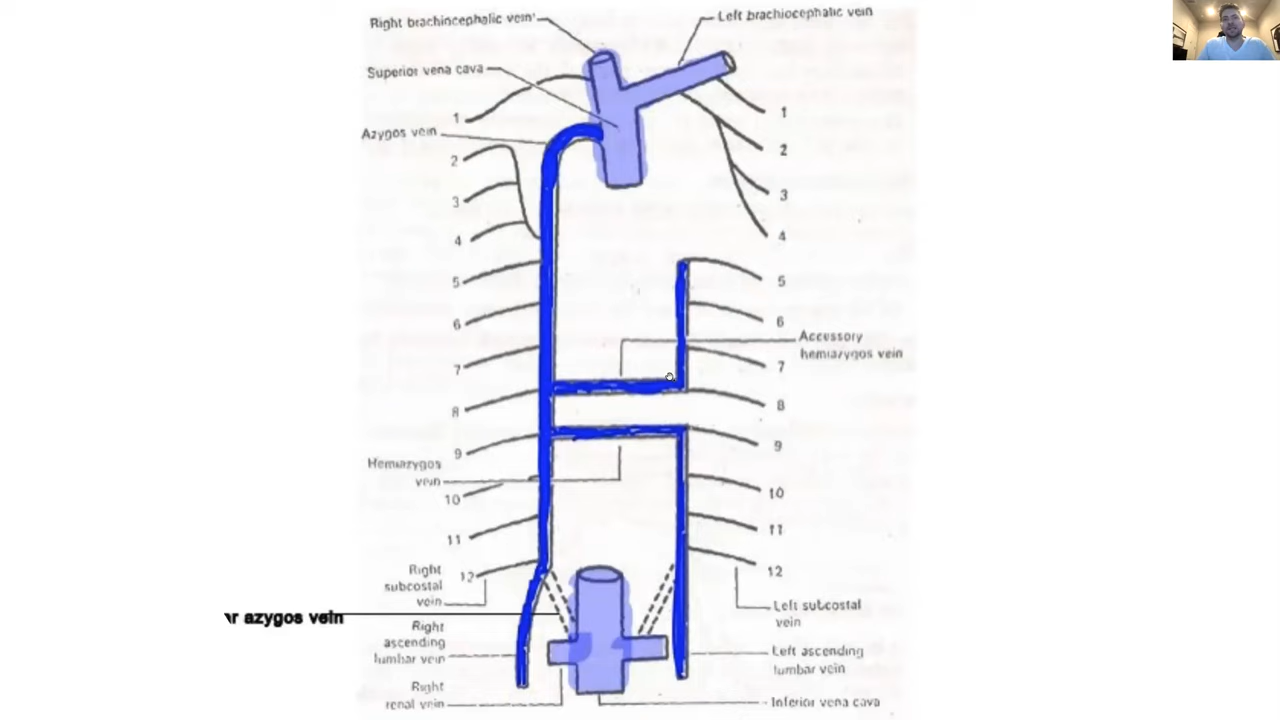 Right brachincephalic vein
Left brachiocephalic vein
Superior vena cava
1
1
Azygos vein
2
2
3
3
4
4
5
5
6
6
Accessory
hemiazygos vein
7
7
8
8
9
9
Hemiazygos
vein
10
10
11
11
12
12
Right
subcostal
vein
Left subcostal
vein
r azygos vein
Right
ascending
lumbar vein
Left ascending
lumbar vein
Right
renal vein
Inferior vena cava